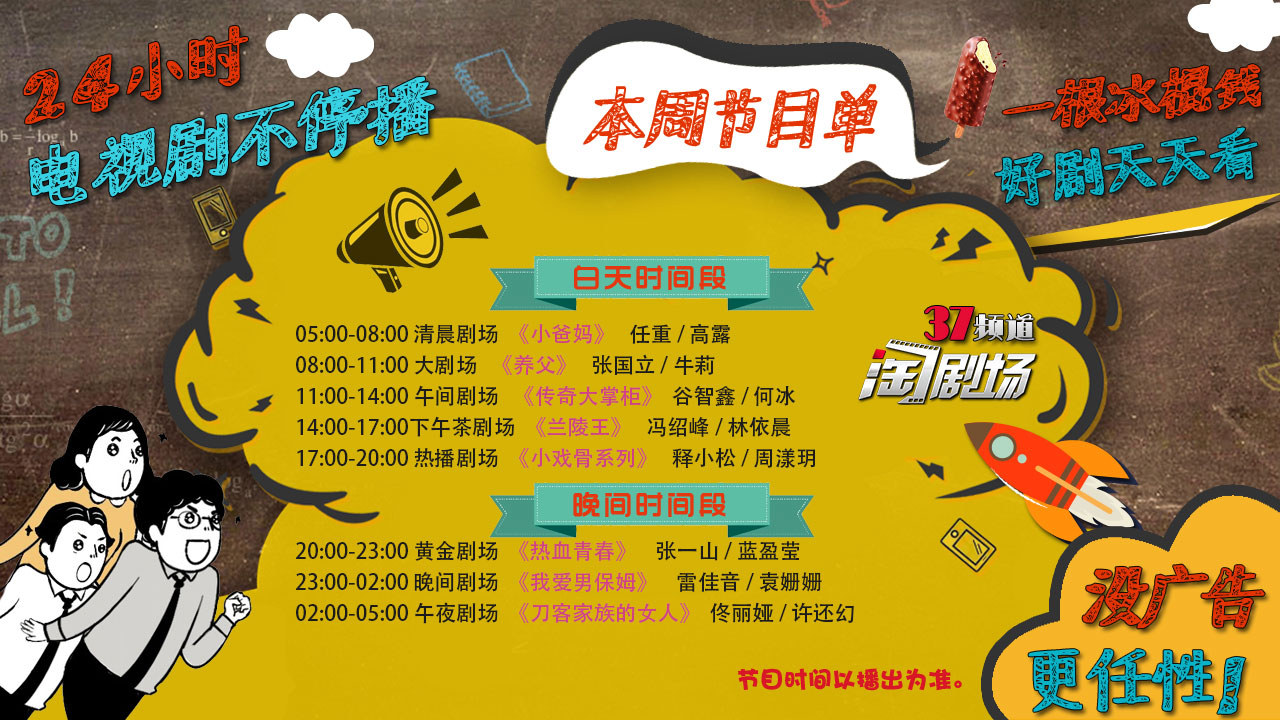 24小时
电视剧不停播
本周节目单
一根冰棍钱
好剧天天看
白天时间段
05:00-08:00 清晨剧场 《小爸妈》 任重 / 高露
08:00-11:00 大剧场 《养父》 张国立 / 牛莉
11:00-14:00 午间剧场 《传奇大掌柜》 谷智鑫 / 何冰
14:00-17:00下午茶剧场 《兰陵王》 冯绍峰 / 林依晨
17:00-20:00 热播剧场 《小戏骨系列》 释小松 / 周漾玥
37频道
淘剧场
晚间时间段
20:00-23:00 黄金剧场 《热血青春》 张一山 / 蓝盈莹
23:00-02:00 晚间剧场 《我爱男保姆》 雷佳音 / 袁姗姗
02:00-05:00 午夜剧场 《刀客家族的女人》 佟丽娅 / 许还幻
节目时间以播出为准。
没广告
更任性!